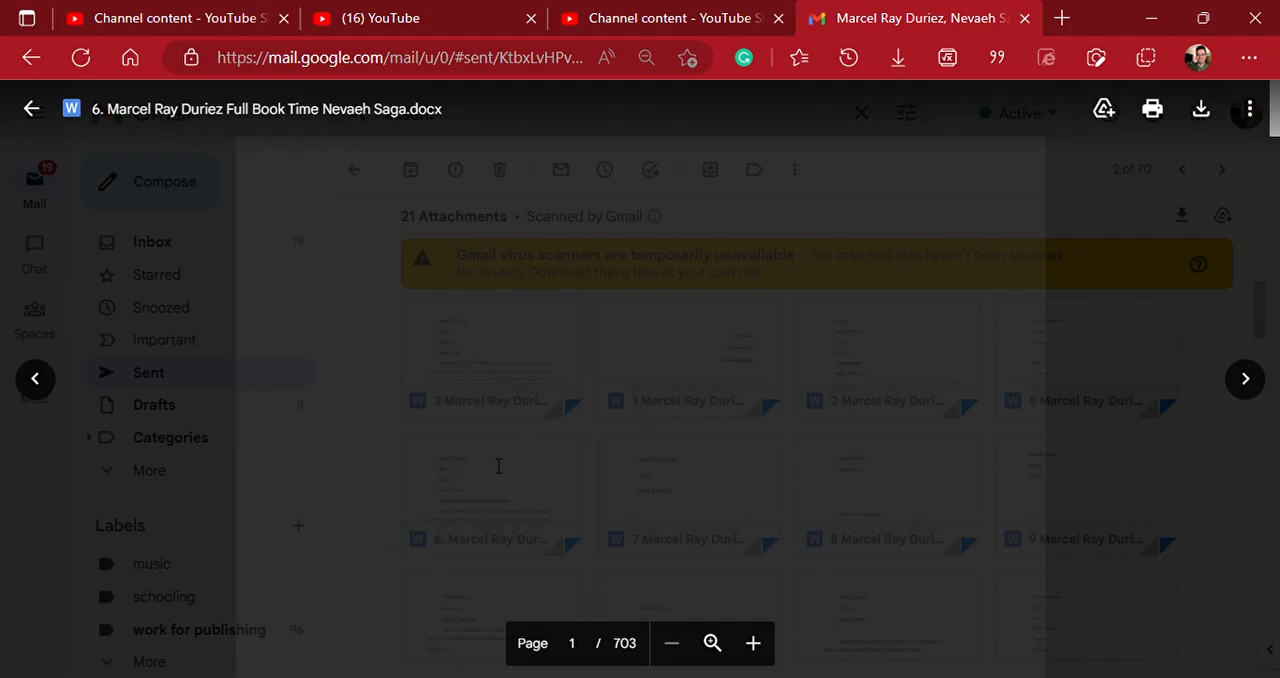 Channel content - YouTube S
(16) YouTube
Channel content - YouTube S
Marcel Ray Duriez, Nevaeh S
https://mail.google.com/mail/u/0/#sent/KtbxLvHPv...
6. Marcel Ray Duriez Full Book Time Nevaeh Saga.docx
Active
19
Mail
Compose
2 of 70
21 Attachments • Scanned by Gmail
Inbox 19
Chat
Gmail virus scanners are temporarily unavailable – The attached files haven't been scanned
for viruses. Download these files at your own risk.
Starred
Snoozed
Spaces
Important
Sent
Meet
3 Marcel Ray Duri...
1 Marcel Ray Duri...
2 Marcel Ray Duri...
5 Marcel Ray Duri...
Drafts 3
Categories
More
Labels
6. Marcel Ray Dur...
7 Marcel Ray Duri...
8 Marcel Ray Duri...
9 Marcel Ray Duri...
music
schooling
work for publishing 96
Page 1 / 703
More